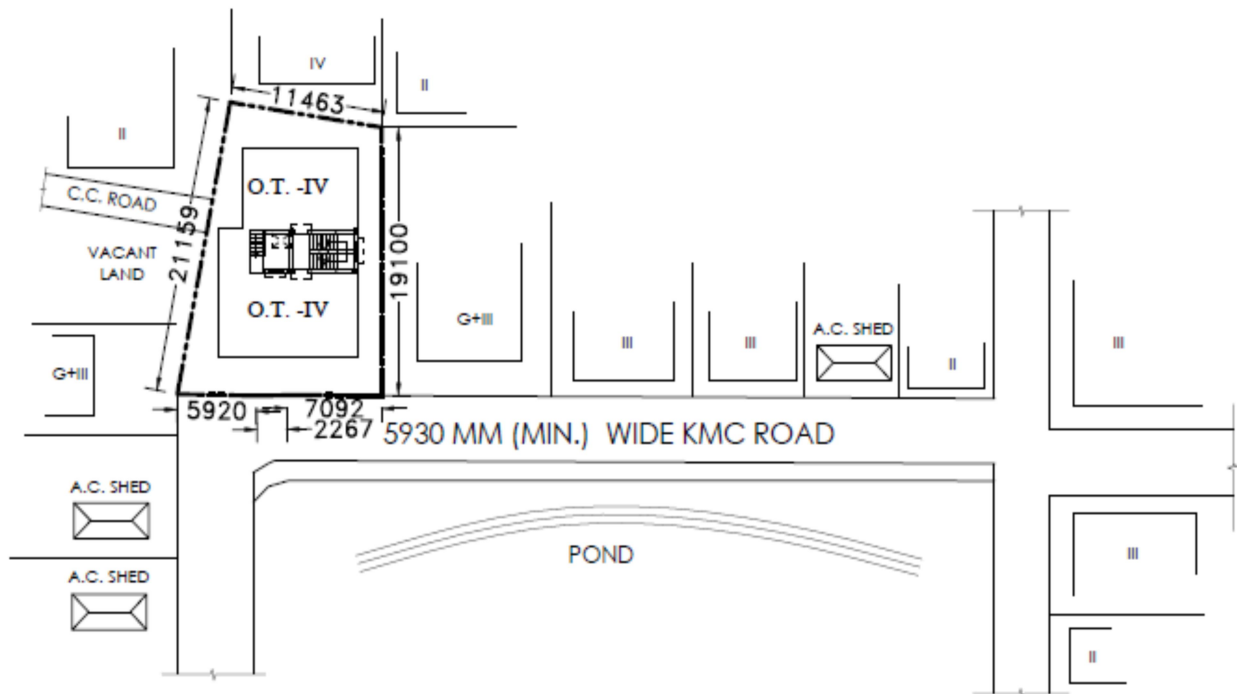 IV
11463
II
II
C.C. ROAD
O.T. -IV
21159
VACANT
LAND
19100
O.T. -IV
G+III
III
III
A.C. SHED
II
III
G+III
5920
7092
2267
5930 MM (MIN.) WIDE KMC ROAD
A.C. SHED
POND
III
A.C. SHED
II